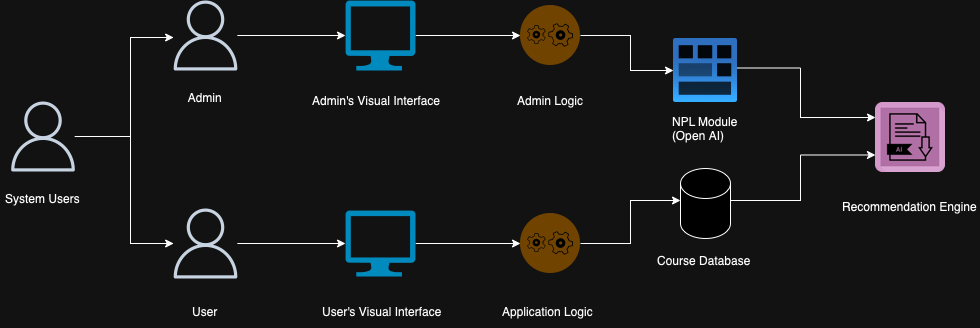 Admin
Admin's Visual Interface
Admin Logic
NPL Module
(Open AI)
AI
System Users
Recommendation Engine
Course Database
User
User's Visual Interface
Application Logic